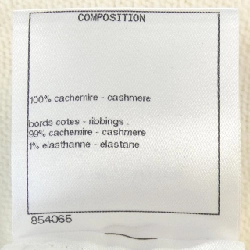 COMPOSITION
100% cachemire - cashmere
bords cotes - ribbings :
99% cachemire - cashmere
1% elasthanne - elastane
854065